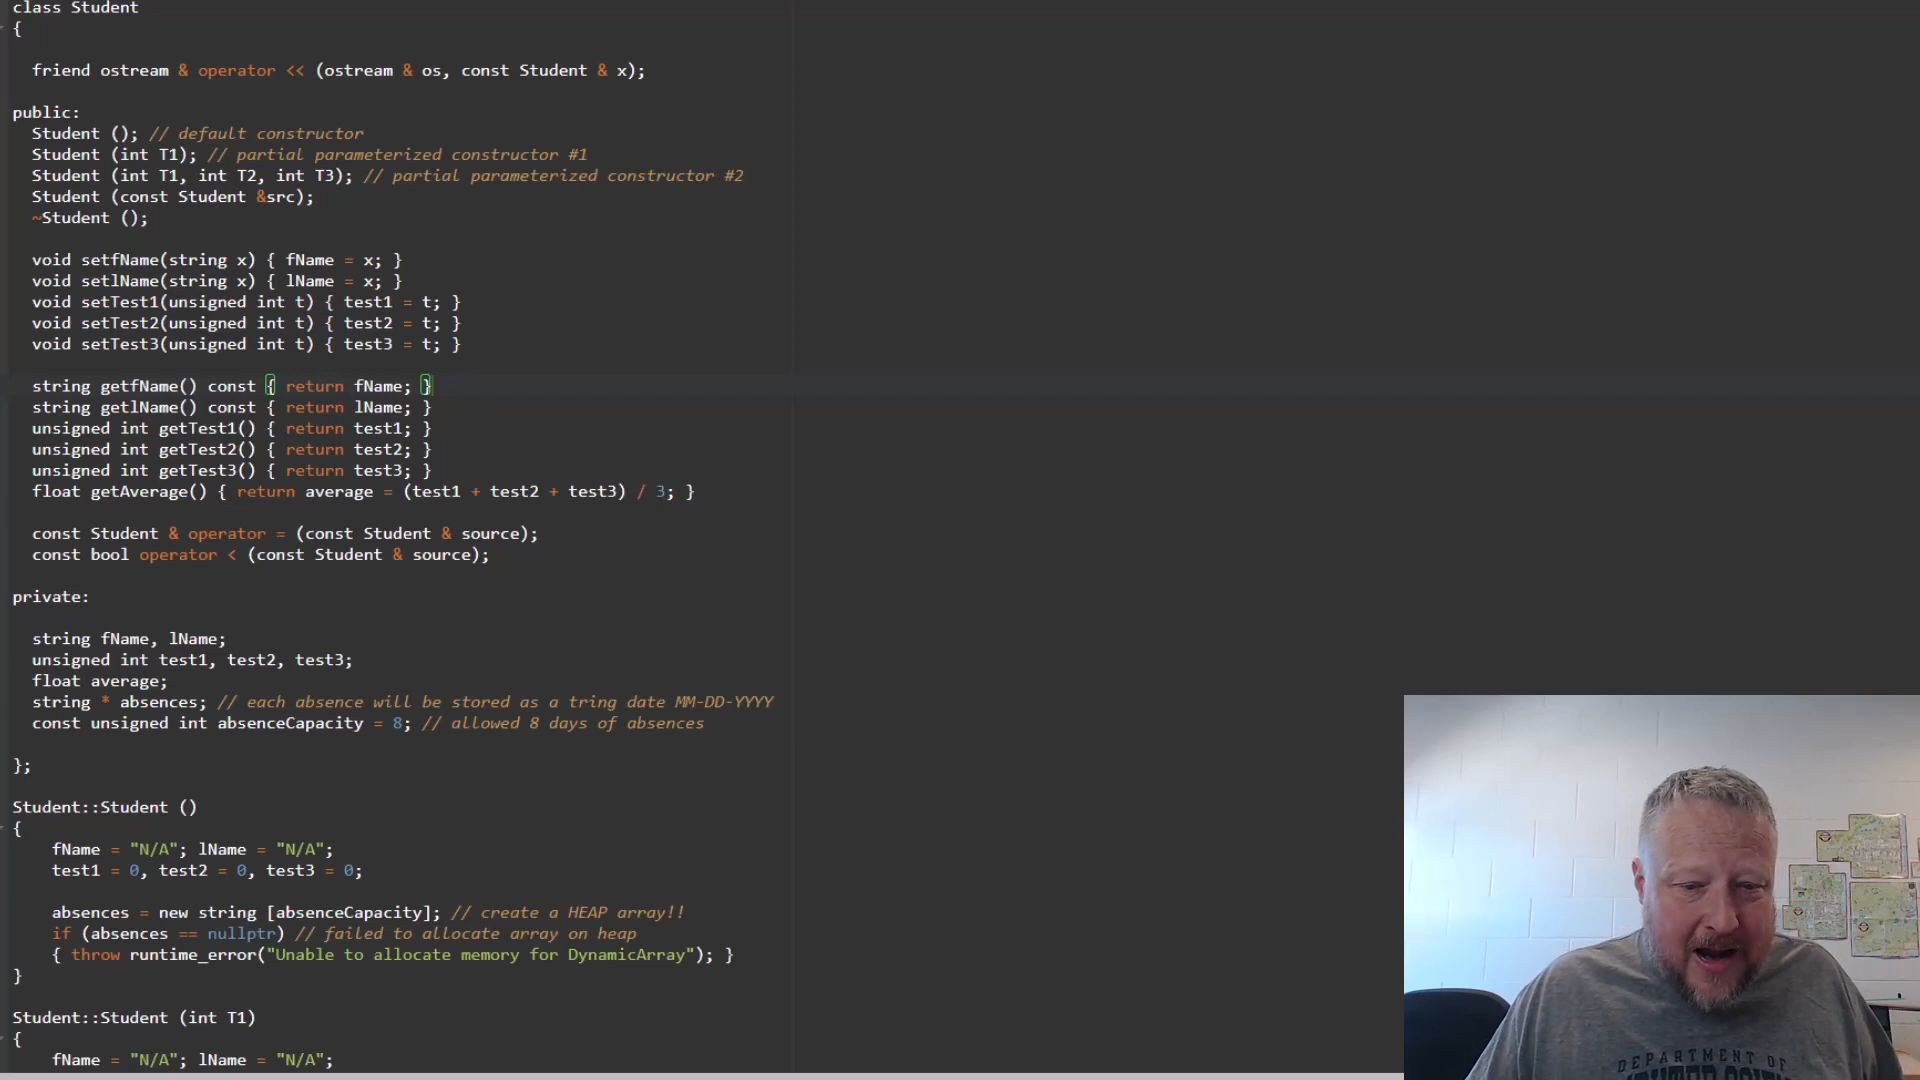 class Student
{
friend ostream & operator << (ostream & os, const Student & x);
public:
Student (); // default constructor
Student (int T1); // partial parameterized constructor #1
Student (int T1, int T2, int T3); // partial parameterized constructor #2
Student (const Student &src);
~Student ();
void setfName(string x) { fName = x; }
void setlName(string x) { lName = x; }
void setTest1(unsigned int t) { test1 = t; }
void setTest2(unsigned int t) { test2 = t; }
void setTest3(unsigned int t) { test3 = t; }
string getfName() const { return fName; }
string getlName() const { return lName; }
unsigned int getTest1() { return test1; }
unsigned int getTest2() { return test2; }
unsigned int getTest3() { return test3; }
float getAverage() { return average = (test1 + test2 + test3) / 3; }
const Student & operator = (const Student & source);
const bool operator < (const Student & source);
private:
string fName, lName;
unsigned int test1, test2, test3;
float average;
string * absences; // each absence will be stored as a tring date MM-DD-YYYY
const unsigned int absenceCapacity = 8; // allowed 8 days of absences
};
Student::Student ()
{
fName = "N/A"; lName = "N/A";
test1 = 0, test2 = 0, test3 = 0;
absences = new string [absenceCapacity]; // create a HEAP array!!
if (absences == nullptr) // failed to allocate array on heap
{ throw runtime_error("Unable to allocate memory for DynamicArray"); }
}
Student::Student (int T1)
{
fName = "N/A"; lName = "N/A";
DEPARTMENT OF